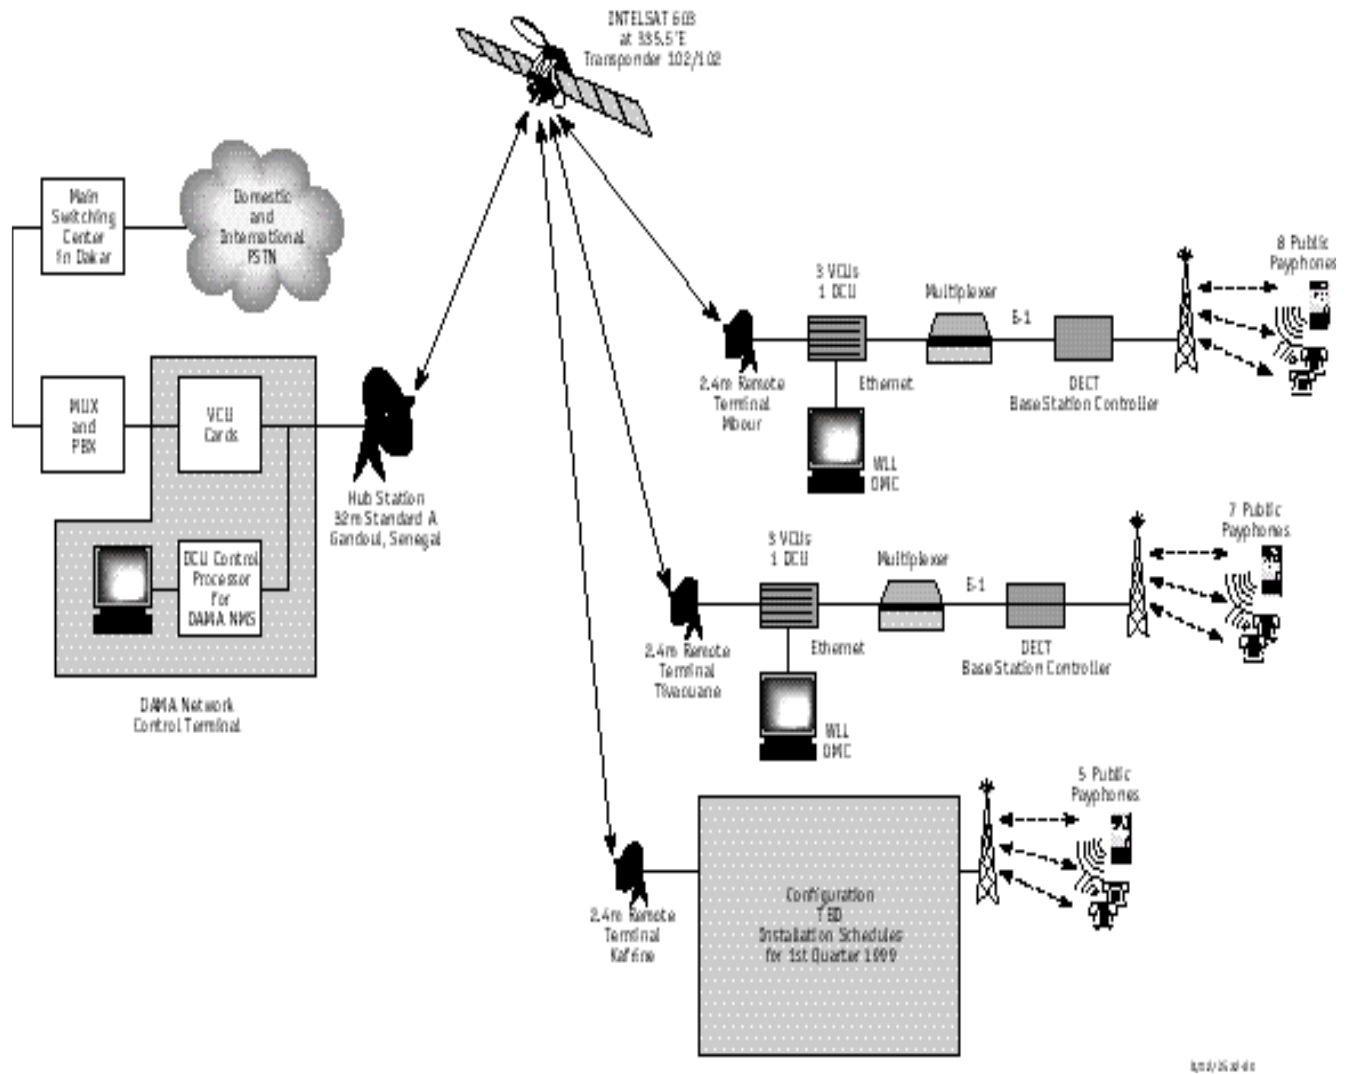 INTELSAT 603
at 335.5°E
Transponder 102/102
Main
Switching
Center
in Dakar
Domestic
and
International
PSTN
MUX
and
PBX
VCU
Cards
DCU Control
Processor
for
DAMA NMS
DAMA Network
Control Terminal
Hub Station
32m Standard A
Gandoul, Senegal
2.4m Remote
Terminal
Mbour
3 VCUs
1 DCU
Ethernet
WLL
OMC
Multiplexer
E-1
DECT
Base Station Controller
8 Public
Payphones
2.4m Remote
Terminal
Tivaouane
3 VCUs
1 DCU
Ethernet
WLL
OMC
Multiplexer
E-1
DECT
Base Station Controller
7 Public
Payphones
2.4m Remote
Terminal
Kafrine
Configuration
TBD
Installation Schedules
for 1st Quarter 1999
5 Public
Payphones